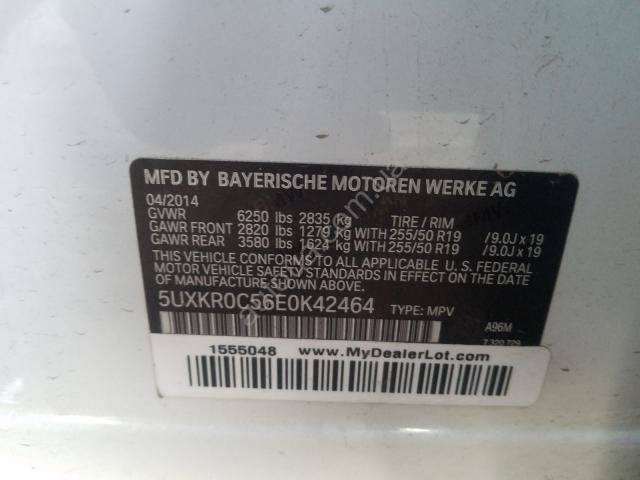 MFD BY BAYERISCHE MOTOREN WERKE AG
04/2014
GVWR 6250 lbs 2835 kg TIRE / RIM
GAWR FRONT 2820 lbs 1279 kg WITH 255/50 R19 / 9.0J x 19
GAWR REAR 3580 lbs 1624 kg WITH 255/50 R19 / 9.0J x 19
THIS VEHICLE CONFORMS TO ALL APPLICABLE U. S. FEDERAL
MOTOR VEHICLE SAFETY STANDARDS IN EFFECT ON THE DATE
OF MANUFACTURE SHOWN ABOVE.
5UXKR0C56E0K42464 TYPE: MPV
A96M
7 320 729
1555048 www.MyDealerLot.com